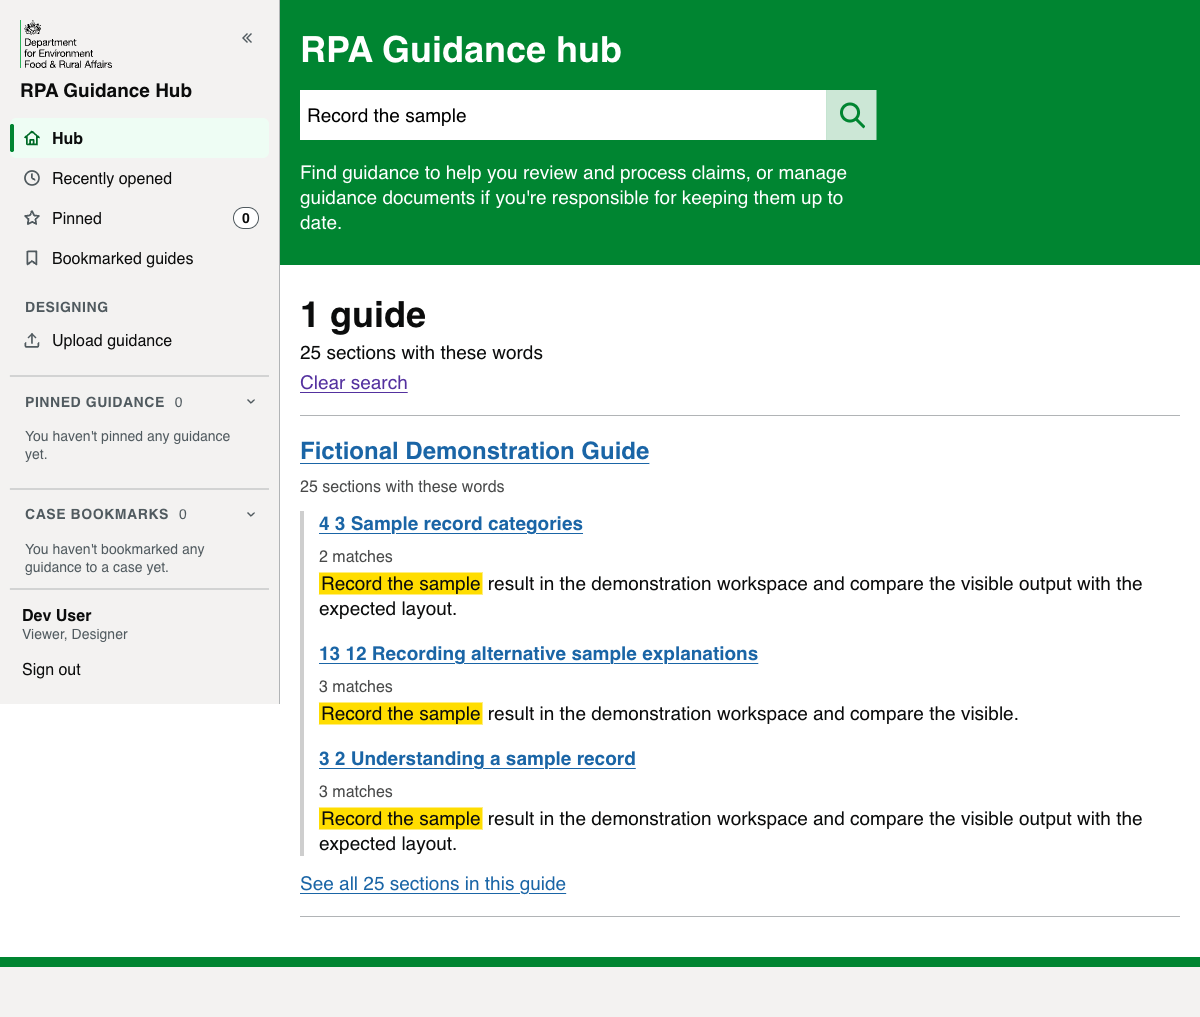 Department
for Environment
Food & Rural Affairs
RPA Guidance Hub
Hub
Recently opened
Pinned 0
Bookmarked guides
DESIGNING
Upload guidance
PINNED GUIDANCE 0
You haven't pinned any guidance
yet.
CASE BOOKMARKS 0
You haven't bookmarked any
guidance to a case yet.
Dev User
Viewer, Designer
Sign out
RPA Guidance hub
Record the sample
Find guidance to help you review and process claims, or manage
guidance documents if you're responsible for keeping them up to
date.
1 guide
25 sections with these words
Clear search
Fictional Demonstration Guide
25 sections with these words
4 3 Sample record categories
2 matches
Record the sample result in the demonstration workspace and compare the visible output with the
expected layout.
13 12 Recording alternative sample explanations
3 matches
Record the sample result in the demonstration workspace and compare the visible.
3 2 Understanding a sample record
3 matches
Record the sample result in the demonstration workspace and compare the visible output with the
expected layout.
See all 25 sections in this guide